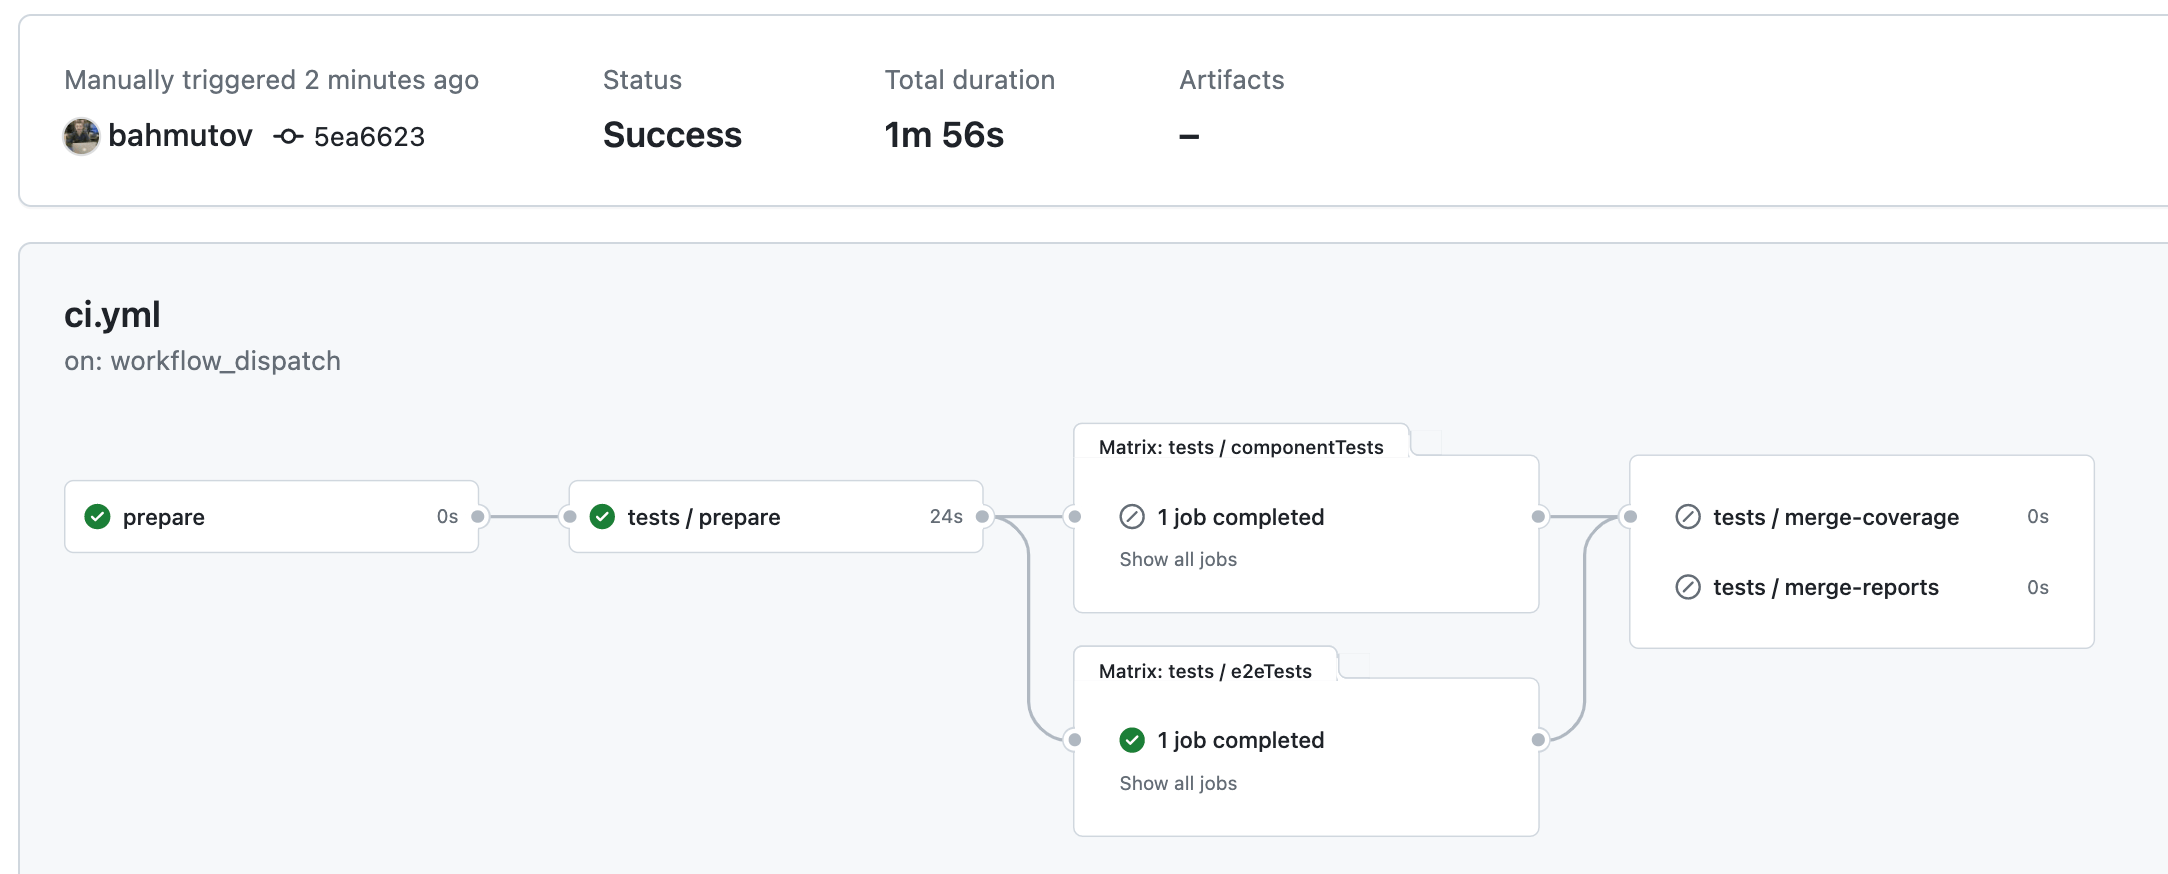 Manually triggered 2 minutes ago
bahmutov 5ea6623
Status
Success
Total duration
1m 56s
Artifacts
–
ci.yml
on: workflow_dispatch
prepare 0s
tests / prepare 24s
Matrix: tests / componentTests
1 job completed
Show all jobs
Matrix: tests / e2eTests
1 job completed
Show all jobs
tests / merge-coverage 0s
tests / merge-reports 0s